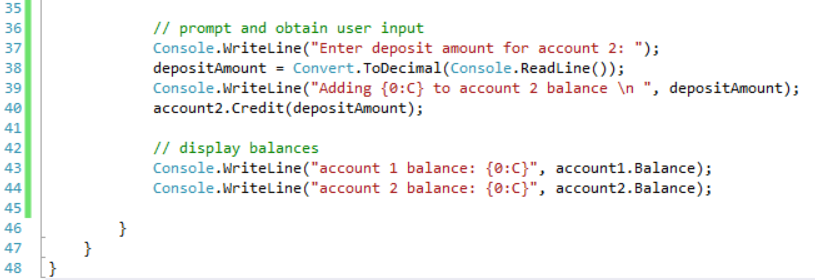 35
36 // prompt and obtain user input
37 Console.WriteLine("Enter deposit amount for account 2: ");
38 depositAmount = Convert.ToDecimal(Console.ReadLine());
39 Console.WriteLine("Adding {0:C} to account 2 balance \n ", depositAmount);
40 account2.Credit(depositAmount);
41
42 // display balances
43 Console.WriteLine("account 1 balance: {0:C}", account1.Balance);
44 Console.WriteLine("account 2 balance: {0:C}", account2.Balance);
45
46 }
47 }
48 }